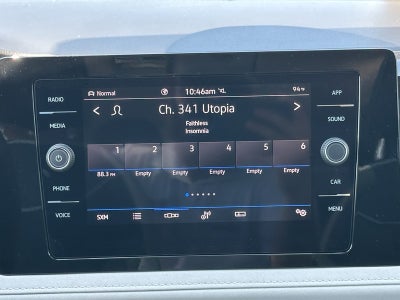 RADIO
MEDIA
PHONE
VOICE
Normal
10:46am
94°F
Ch. 341 Utopia
Faithless
Insomnia
1 2 3 4 5 6
88.3 FM Empty Empty Empty Empty Empty
SXM
APP
SOUND
CAR
MENU